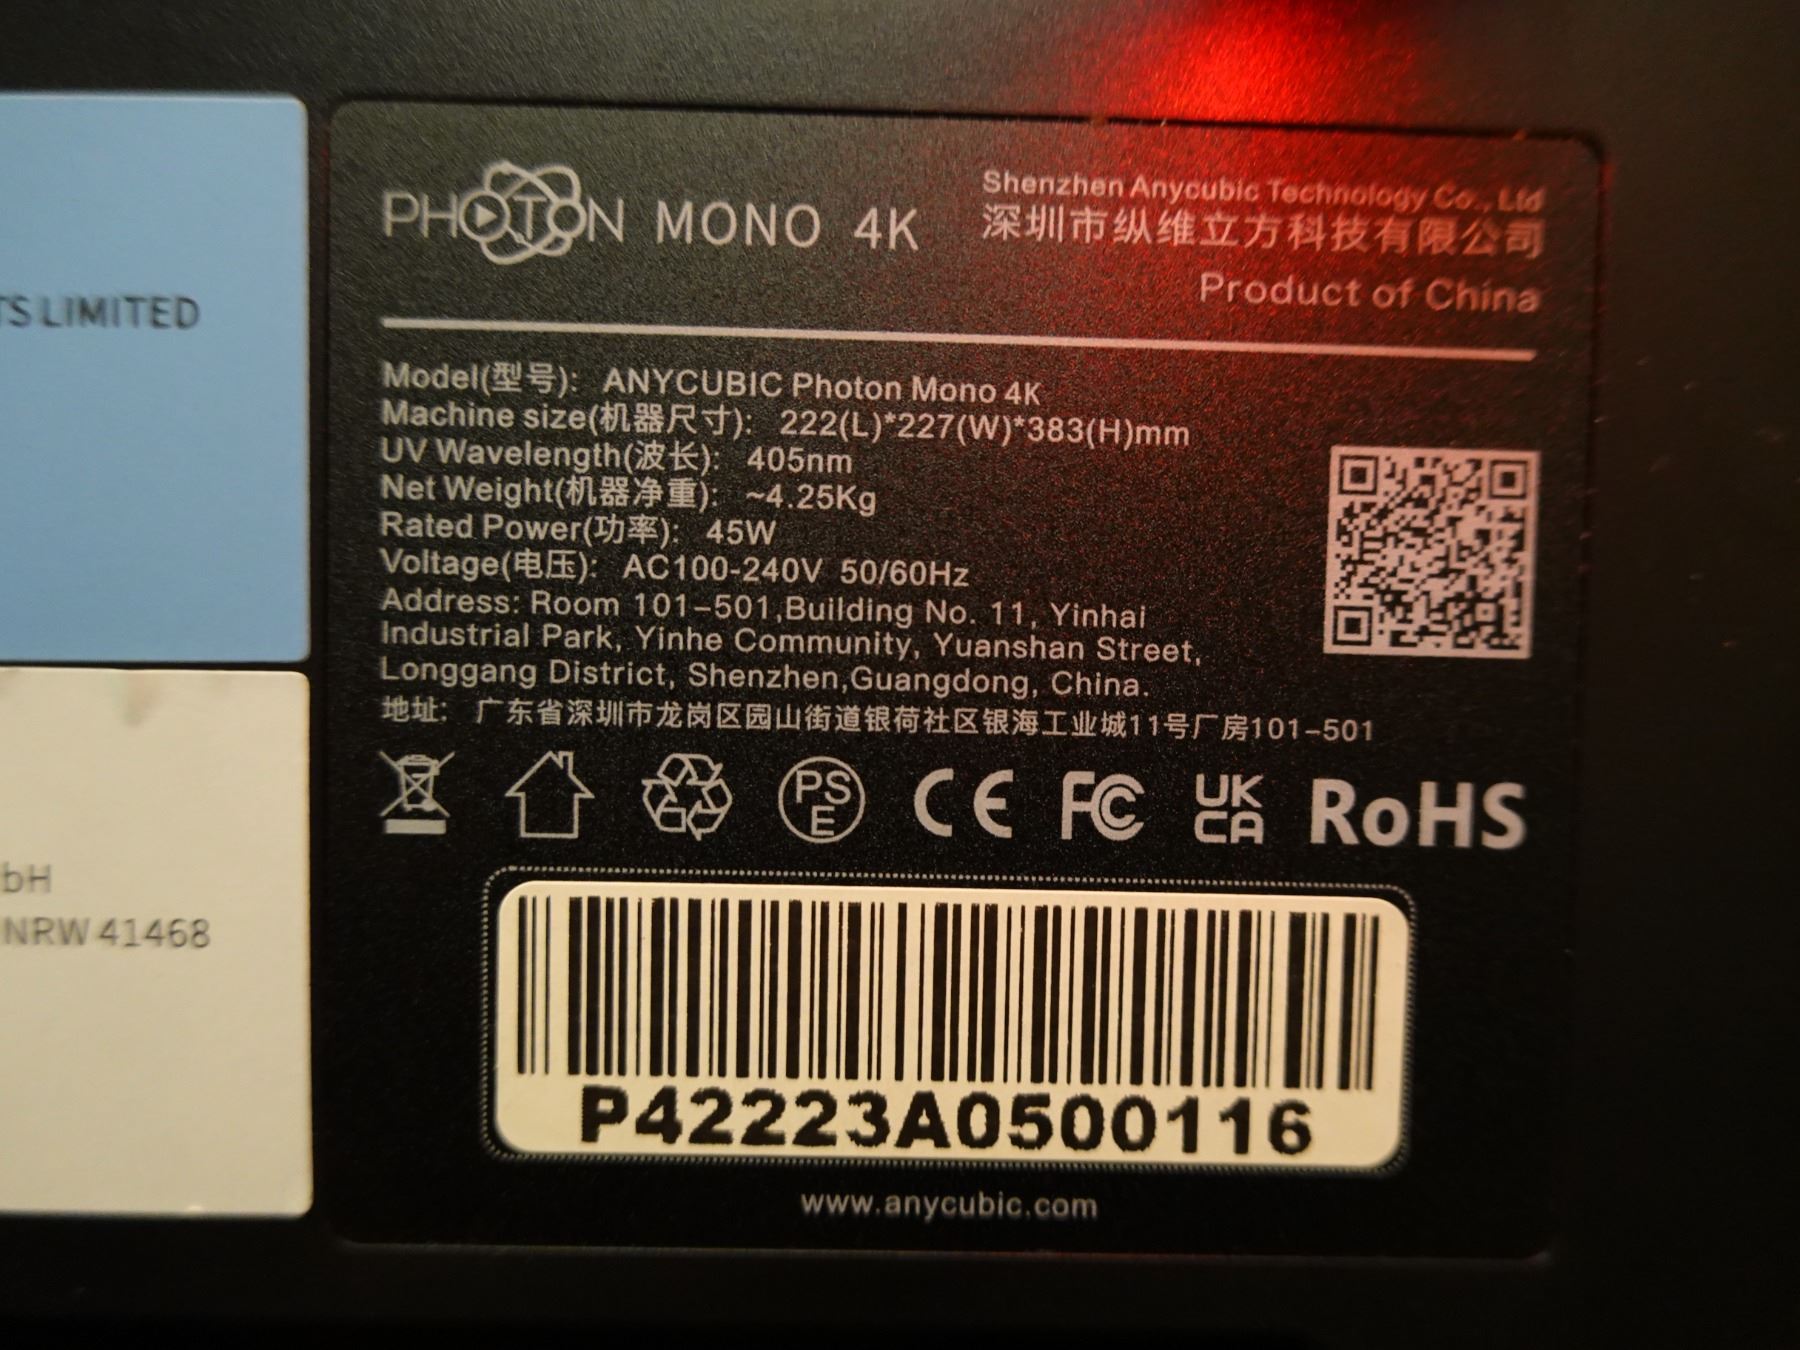 TS LIMITED
bH
NRW 41468
PHOTON MONO 4K
Shenzhen Anycubic Technology Co., Ltd
深圳市纵维立方科技有限公司
Product of China
Model(型号): ANYCUBIC Photon Mono 4K
Machine size(机器尺寸): 222(L)*227(W)*383(H)mm
UV Wavelength(波长): 405nm
Net Weight(机器净重): ~4.25Kg
Rated Power(功率): 45W
Voltage(电压): AC100-240V 50/60Hz
Address: Room 101-501,Building No. 11, Yinhai
Industrial Park, Yinhe Community, Yuanshan Street,
Longgang District, Shenzhen,Guangdong, China.
地址: 广东省深圳市龙岗区园山街道银荷社区银海工业城11号厂房101-501
PS E CE FC UK CA RoHS
P42223A0500116
www.anycubic.com